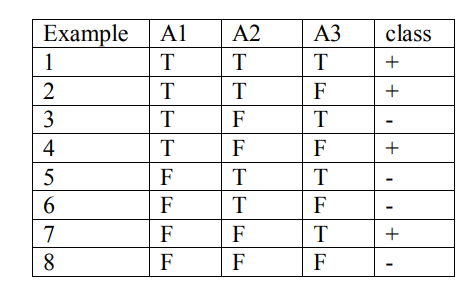 Example A1 A2 A3 class
1 T T T +
2 T T F +
3 T F T -
4 T F F +
5 F T T -
6 F T F -
7 F F T +
8 F F F -